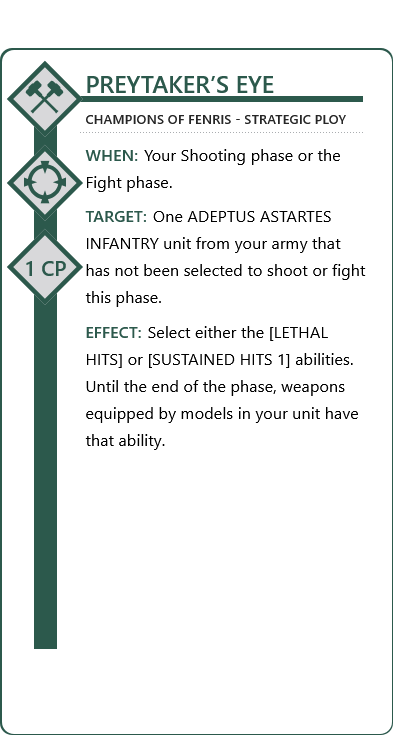 PREYTAKER’S EYE
CHAMPIONS OF FENRIS - STRATEGIC PLOY
WHEN: Your Shooting phase or the
Fight phase.
TARGET: One ADEPTUS ASTARTES
INFANTRY unit from your army that
has not been selected to shoot or fight
this phase.
1 CP
EFFECT: Select either the [LETHAL
HITS] or [SUSTAINED HITS 1] abilities.
Until the end of the phase, weapons
equipped by models in your unit have
that ability.